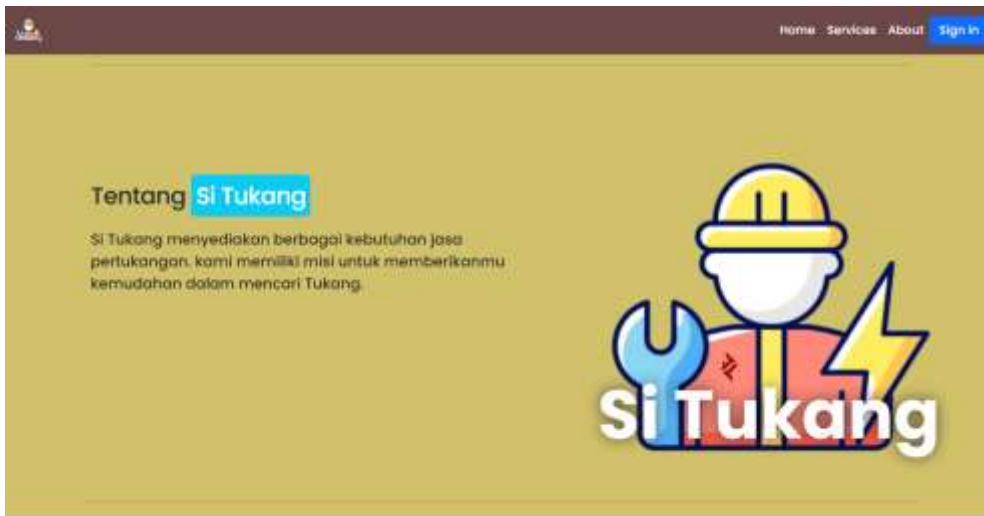 Home Services About Sign in
Tentang Si Tukang
Si Tukang menyediakan berbagai kebutuhan jasa
pertukangan. kami memiliki misi untuk memberikanmu
kemudahan dalam mencari Tukang.
Si Tukang